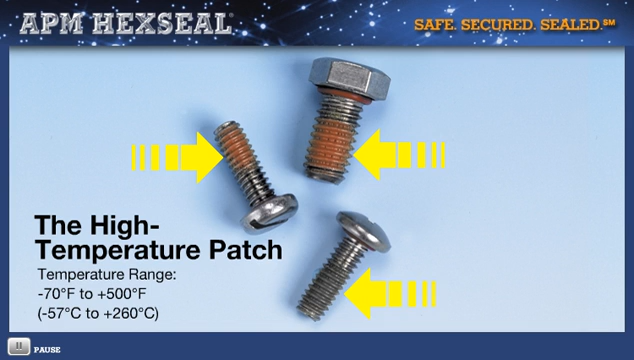 APM HEXSEAL®
SAFE. SECURED. SEALED.℠
The High-
Temperature Patch
Temperature Range:
-70°F to +500°F
(-57°C to +260°C)
PAUSE